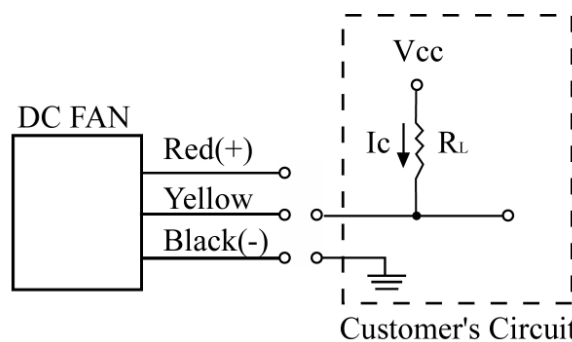 Vcc
DC FAN
Red(+)
Ic
RL
Yellow
Black(-)
Customer's Circuit